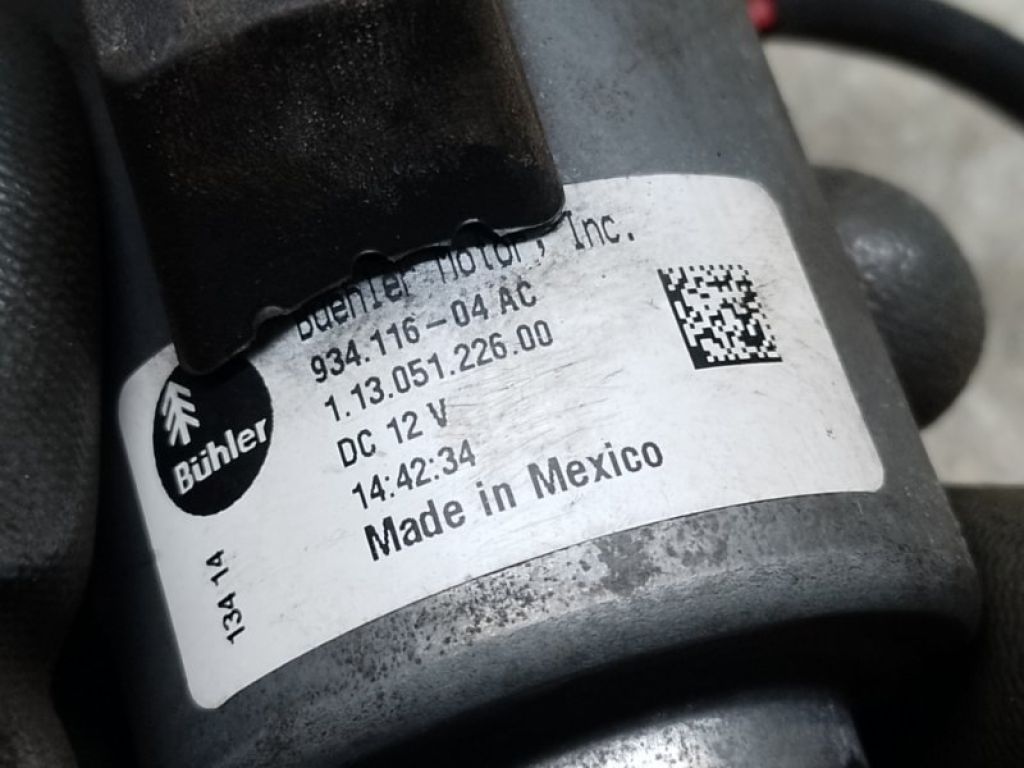 Buehler Motor, Inc.
934.116-04 AC
1.13.051.226.00
DC 12 V
14:42:34
Made in Mexico
Bühler
134 14